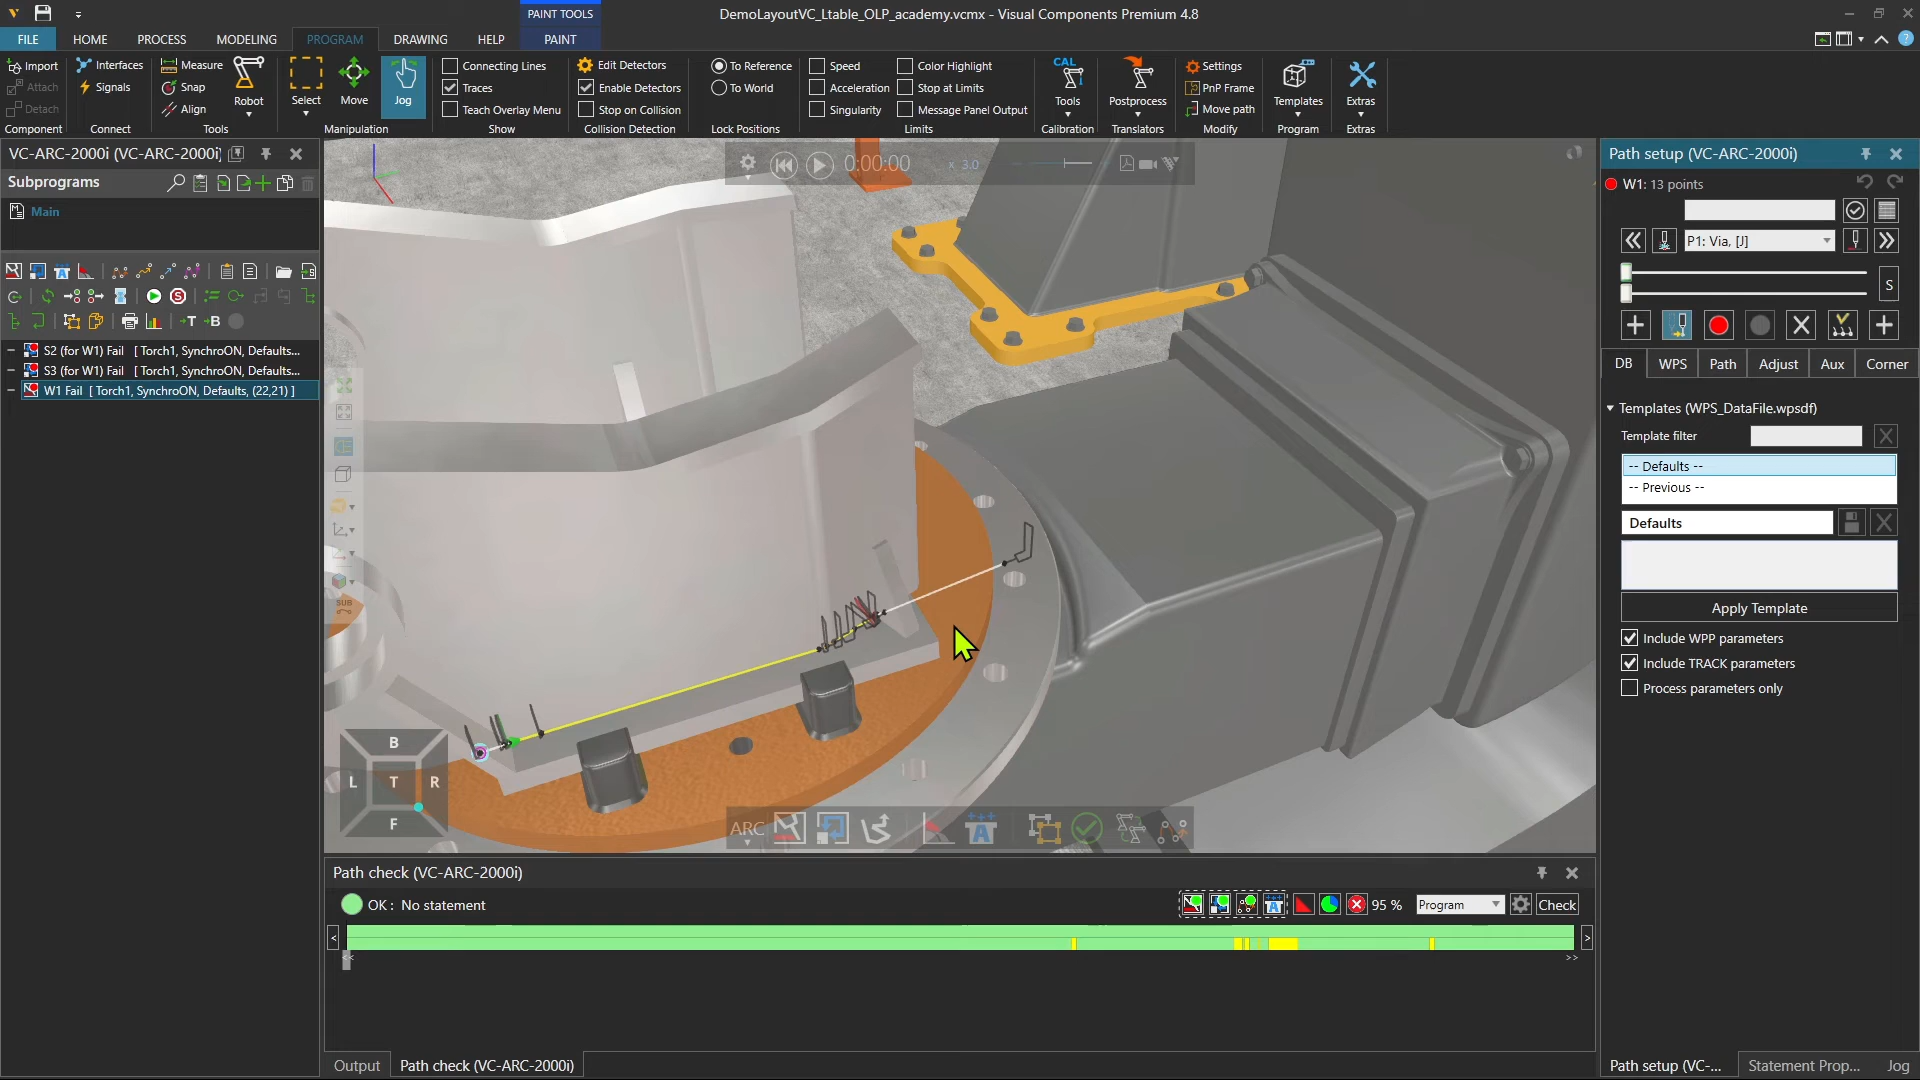 DemoLayoutVC_Ltable_OLP_academy.vcmx - Visual Components Premium 4.8
PAINT TOOLS
FILE
HOME
PROCESS
MODELING
PROGRAM
DRAWING
HELP
PAINT
Import
Attach
Detach
Component
Interfaces
Signals
Connect
Measure
Snap
Align
Robot
Tools
Select
Move
Jog
Manipulation
Connecting Lines
Traces
Teach Overlay Menu
Show
Edit Detectors
Enable Detectors
Stop on Collision
Collision Detection
To Reference
To World
Lock Positions
Speed
Acceleration
Singularity
Color Highlight
Stop at Limits
Message Panel Output
Limits
CAL
Tools
Calibration
Postprocess
Translators
Settings
PnP Frame
Move path
Modify
Templates
Program
Extras
Extras
VC-ARC-2000i (VC-ARC-2000i)
Subprograms
Main
S2 (for W1) Fail [ Torch1, SynchroON, Defaults...
S3 (for W1) Fail [ Torch1, SynchroON, Defaults...
W1 Fail [ Torch1, SynchroON, Defaults, (22,21) ]
0:00:00
x 3.0
SUB
B
L
T
R
F
ARC
Path check (VC-ARC-2000i)
OK : No statement
95 %
Program
Check
<
>
<<
>>
Output
Path check (VC-ARC-2000i)
Path setup (VC-ARC-2000i)
W1: 13 points
P1: Via, [J]
S
DB
WPS
Path
Adjust
Aux
Corner
Templates (WPS_DataFile.wpsdf)
Template filter
-- Defaults --
-- Previous --
Defaults
Apply Template
Include WPP parameters
Include TRACK parameters
Process parameters only
Path setup (VC-...
Statement Prop...
Jog